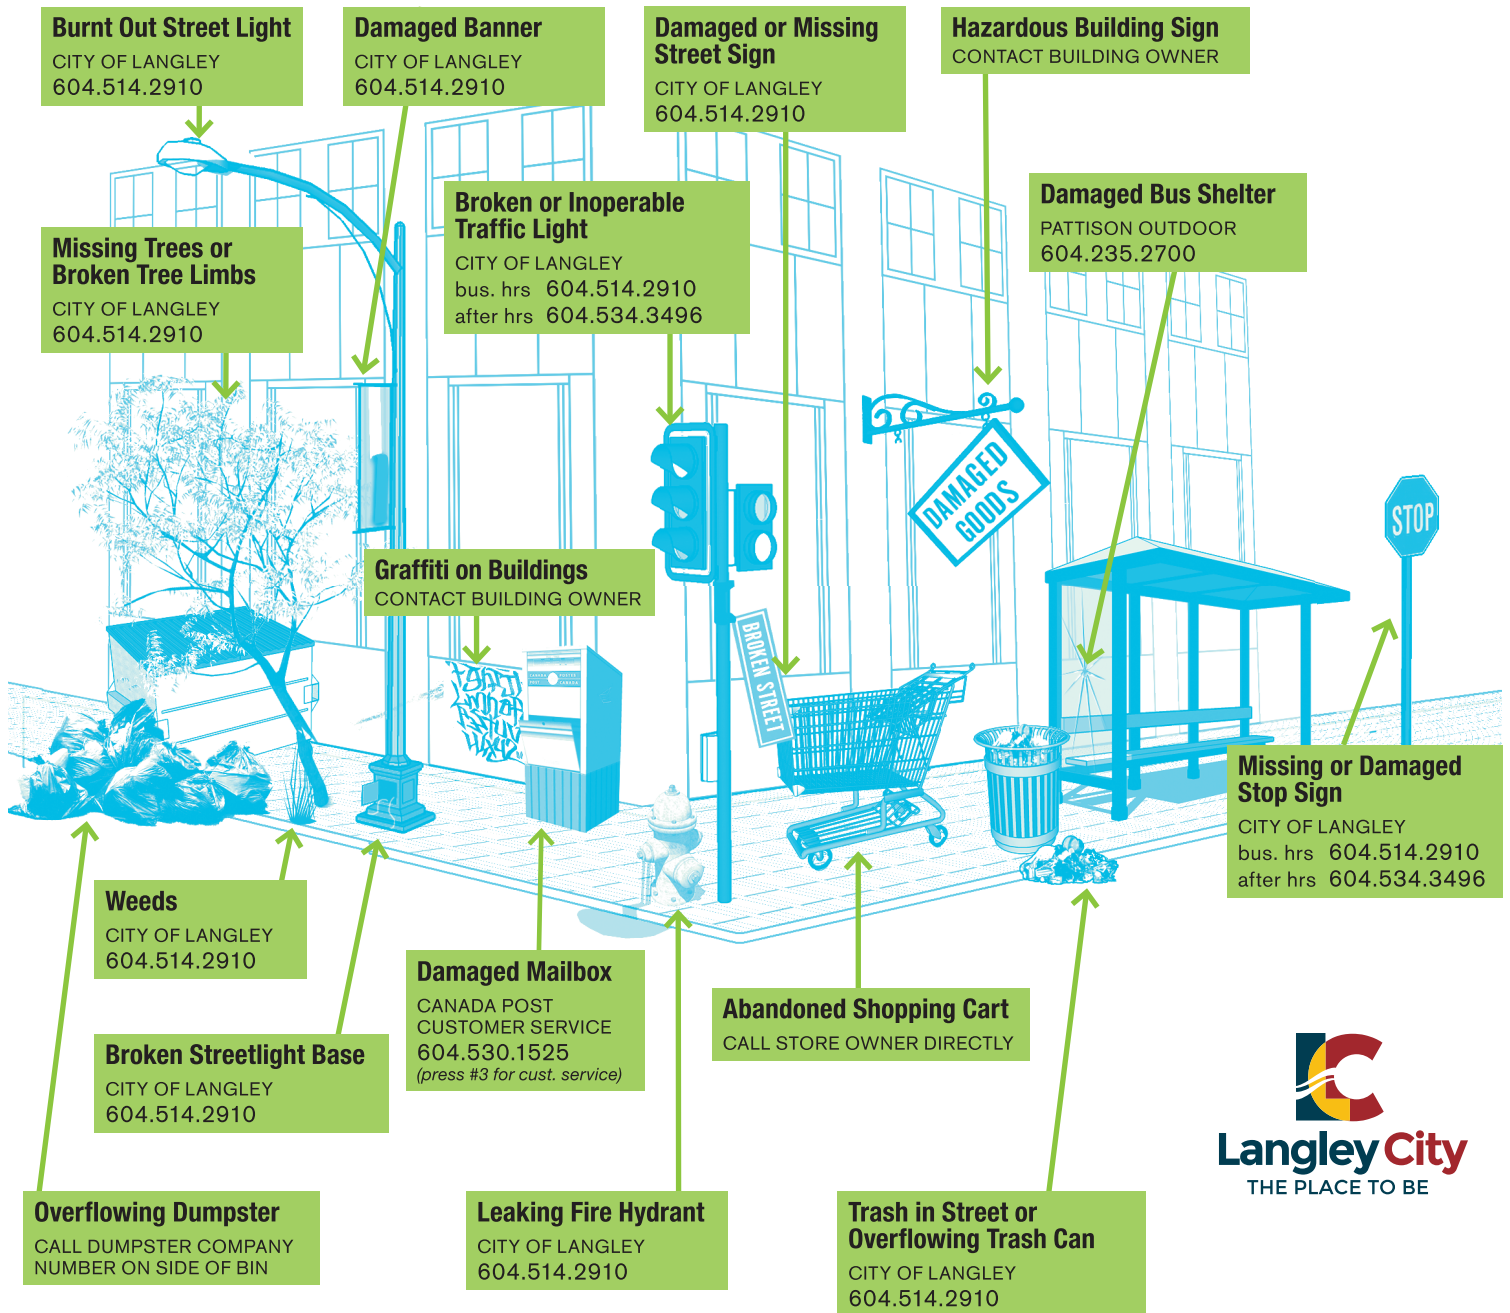 Burnt Out Street Light
CITY OF LANGLEY
604.514.2910
Damaged Banner
CITY OF LANGLEY
604.514.2910
Damaged or Missing
Street Sign
CITY OF LANGLEY
604.514.2910
Hazardous Building Sign
CONTACT BUILDING OWNER
Missing Trees or
Broken Tree Limbs
CITY OF LANGLEY
604.514.2910
Broken or Inoperable
Traffic Light
CITY OF LANGLEY
bus. hrs 604.514.2910
after hrs 604.534.3496
Damaged Bus Shelter
PATTISON OUTDOOR
604.235.2700
DAMAGED
GOODS
STOP
Graffiti on Buildings
CONTACT BUILDING OWNER
BROKEN STREET
Missing or Damaged
Stop Sign
CITY OF LANGLEY
bus. hrs 604.514.2910
after hrs 604.534.3496
Weeds
CITY OF LANGLEY
604.514.2910
Damaged Mailbox
CANADA POST
CUSTOMER SERVICE
604.530.1525
(press #3 for cust. service)
Abandoned Shopping Cart
CALL STORE OWNER DIRECTLY
Broken Streetlight Base
CITY OF LANGLEY
604.514.2910
LC
Langley City
THE PLACE TO BE
Overflowing Dumpster
CALL DUMPSTER COMPANY
NUMBER ON SIDE OF BIN
Leaking Fire Hydrant
CITY OF LANGLEY
604.514.2910
Trash in Street or
Overflowing Trash Can
CITY OF LANGLEY
604.514.2910